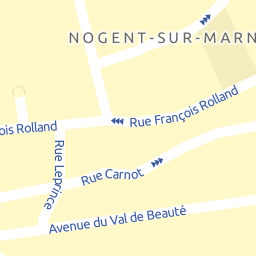 NOGENT-SUR-MARN
Rue François Rolland
ois Rolland
Rue Leprince
Rue Carnot
Avenue du Val de Beauté